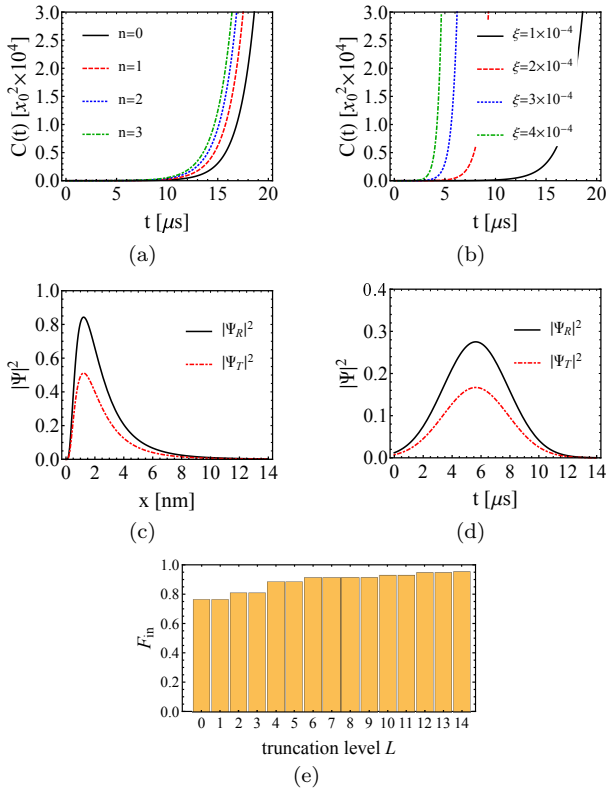 C(t) [x₀²×10⁴]
3.0
2.5
2.0
1.5
1.0
0.5
0.0
n=0
n=1
n=2
n=3
0 5 10 15 20
t [μs]
(a)
C(t) [x₀²×10⁴]
3.0
2.5
2.0
1.5
1.0
0.5
0.0
ξ=1×10⁻⁴
ξ=2×10⁻⁴
ξ=3×10⁻⁴
ξ=4×10⁻⁴
0 5 10 15 20
t [μs]
(b)
|Ψ|²
1.0
0.8
0.6
0.4
0.2
0.0
|Ψ_R|²
|Ψ_T|²
0 2 4 6 8 10 12 14
x [nm]
(c)
|Ψ|²
0.4
0.3
0.2
0.1
0.0
|Ψ_R|²
|Ψ_T|²
0 2 4 6 8 10 12 14
t [μs]
(d)
F_in
1.0
0.8
0.6
0.4
0.2
0.0
0 1 2 3 4 5 6 7 8 9 10 11 12 13 14
truncation level L
(e)